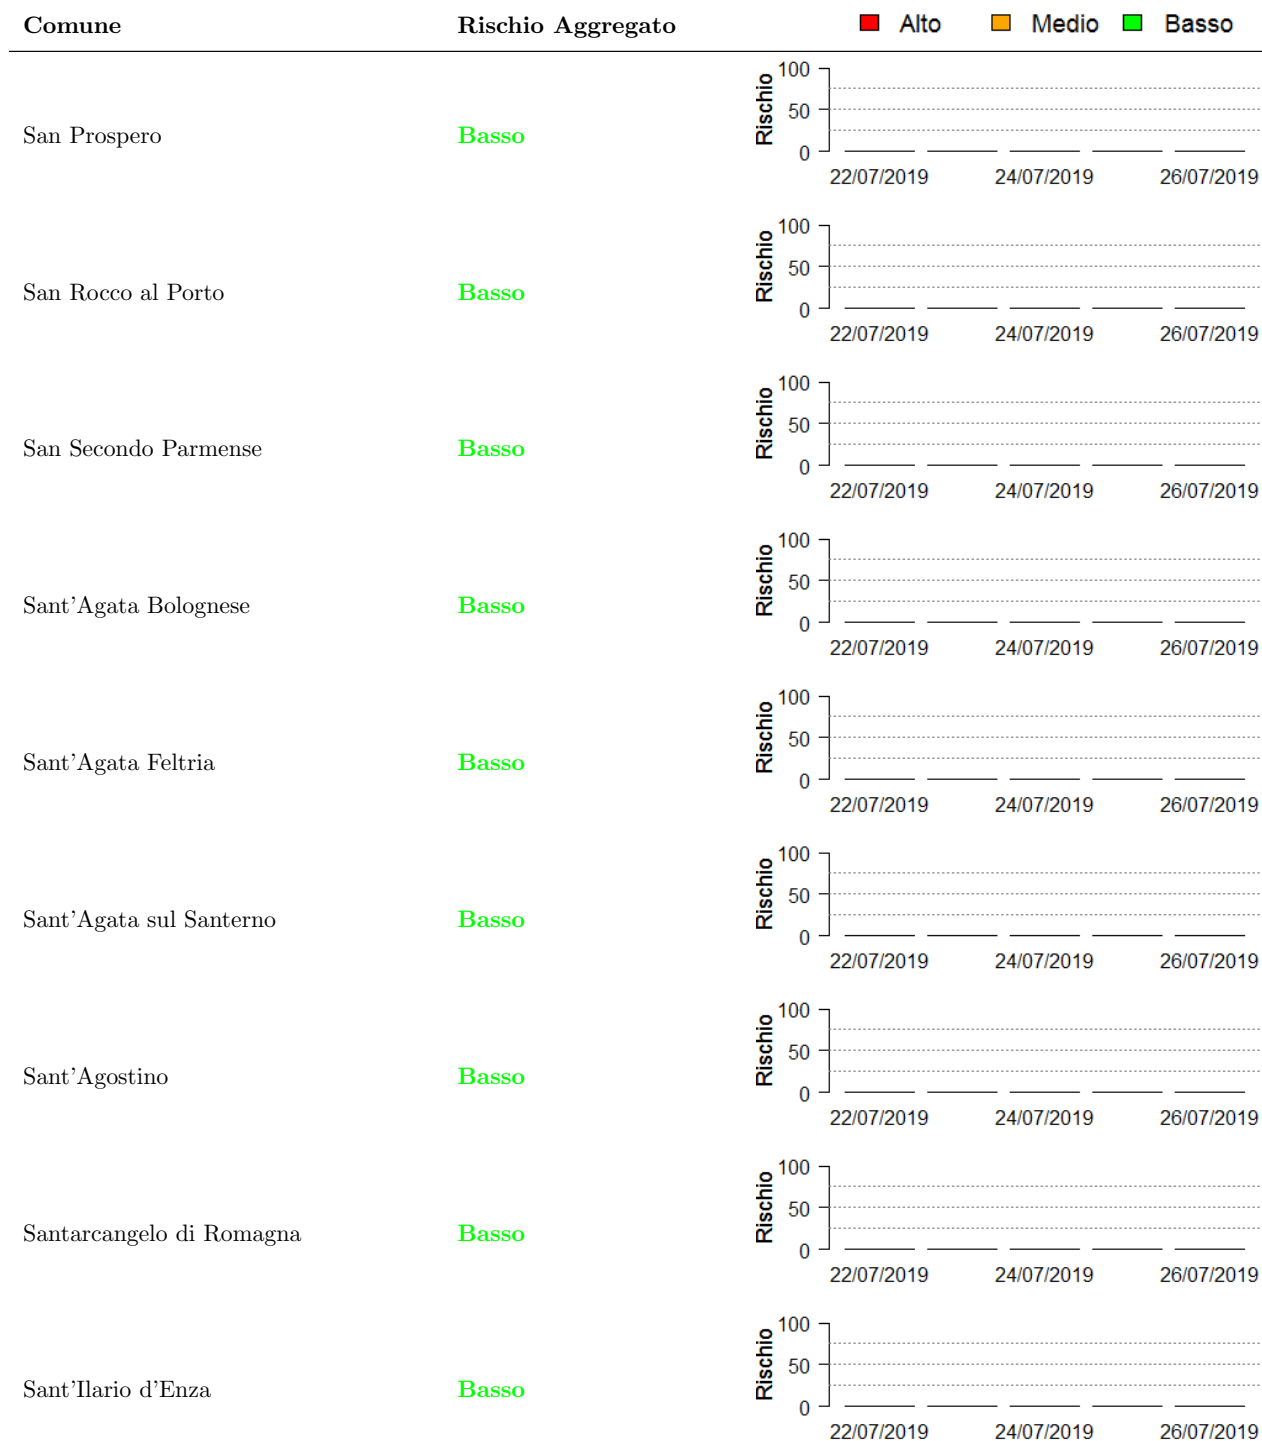 Comune Rischio Aggregato Alto Medio Basso
100
50
0
Rischio
San Prospero Basso
22/07/2019 24/07/2019 26/07/2019
100
50
0
Rischio
San Rocco al Porto Basso
22/07/2019 24/07/2019 26/07/2019
100
50
0
Rischio
San Secondo Parmense Basso
22/07/2019 24/07/2019 26/07/2019
100
50
0
Rischio
Sant'Agata Bolognese Basso
22/07/2019 24/07/2019 26/07/2019
100
50
0
Rischio
Sant'Agata Feltria Basso
22/07/2019 24/07/2019 26/07/2019
100
50
0
Rischio
Sant'Agata sul Santerno Basso
22/07/2019 24/07/2019 26/07/2019
100
50
0
Rischio
Sant'Agostino Basso
22/07/2019 24/07/2019 26/07/2019
100
50
0
Rischio
Santarcangelo di Romagna Basso
22/07/2019 24/07/2019 26/07/2019
100
50
0
Rischio
Sant'Ilario d'Enza Basso
22/07/2019 24/07/2019 26/07/2019